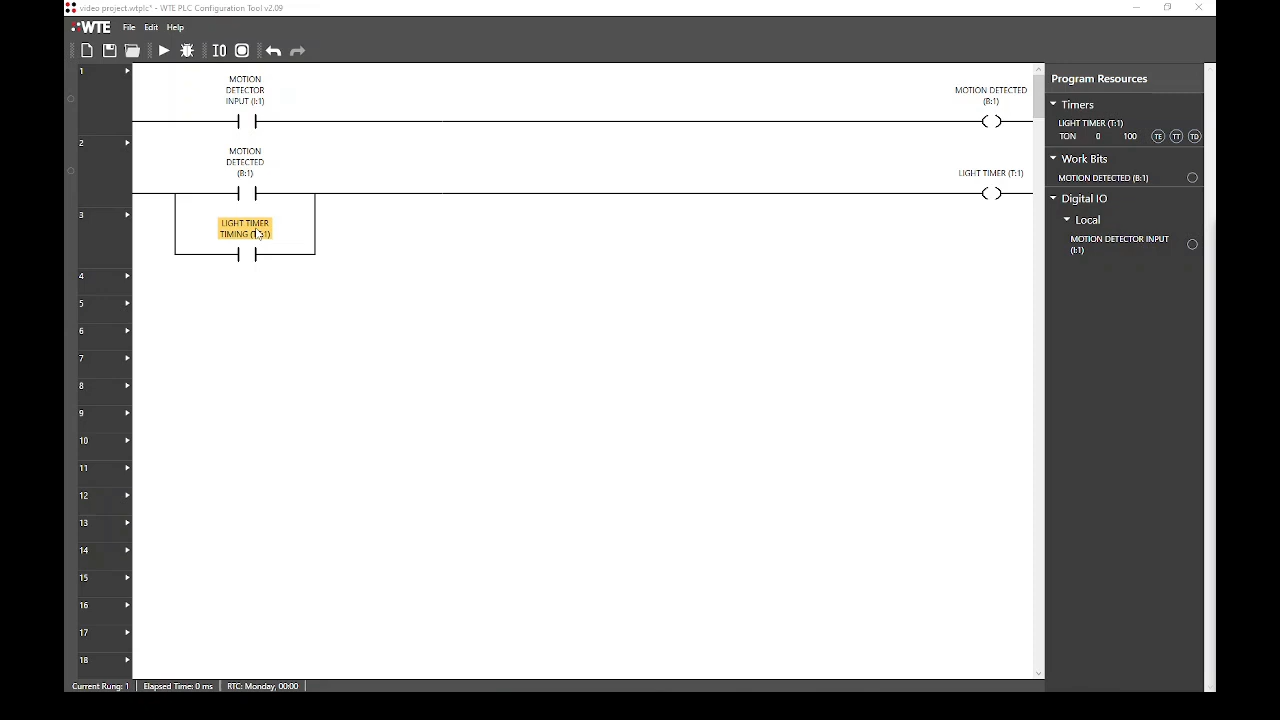 video project.wtplc* - WTE PLC Configuration Tool v2.09
WTE File Edit Help
IO
1
MOTION
DETECTOR
INPUT (I:1)
MOTION DETECTED
(B:1)
2
MOTION
DETECTED
(B:1)
LIGHT TIMER (T:1)
3
LIGHT TIMER
4
5
6
7
8
9
10
11
12
13
14
15
16
17
18
Program Resources
Timers
LIGHT TIMER (T:1)
TON 0 100 TE TT TD
Work Bits
MOTION DETECTED (B:1)
Digital IO
Local
MOTION DETECTOR INPUT
(I:1)
Current Rung: 1 Elapsed Time: 0 ms RTC: Monday, 00:00
TIMING